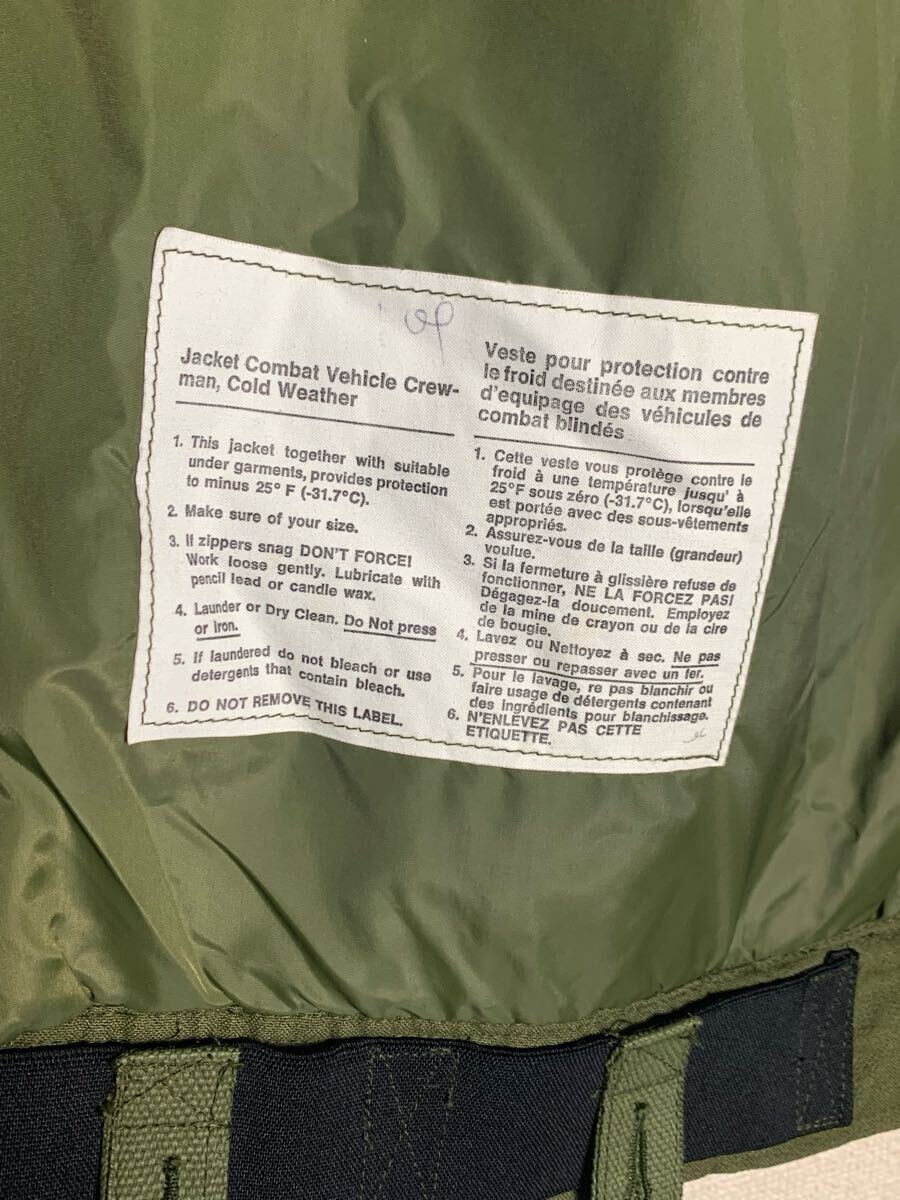 Jacket Combat Vehicle Crew-
man, Cold Weather
1. This jacket together with suitable
under garments, provides protection
to minus 25° F (-31.7°C).
2. Make sure of your size.
3. If zippers snag DON'T FORCE!
Work loose gently. Lubricate with
pencil lead or candle wax.
4. Launder or Dry Clean. Do Not press
or Iron.
5. If laundered do not bleach or use
detergents that contain bleach.
6. DO NOT REMOVE THIS LABEL.
Veste pour protection contre
le froid destinée aux membres
d'equipage des véhicules de
combat blindés
1. Cette veste vous protège contre le
froid à une température jusqu' à
25°F sous zéro (-31.7°C), lorsqu'elle
est portée avec des sous-vêtements
appropriés.
2. Assurez-vous de la taille (grandeur)
voulue.
3. Si la fermeture à glissière refuse de
fonctionner, NE LA FORCEZ PAS!
Dégagez-la doucement. Employez
de la mine de crayon ou de la cire
de bougie.
4. Lavez ou Nettoyez à sec. Ne pas
presser ou repasser avec un fer.
5. Pour le lavage, re pas blanchir ou
faire usage de détergents contenant
des ingrédients pour blanchissage.
6. N'ENLEVEZ PAS CETTE
ETIQUETTE.